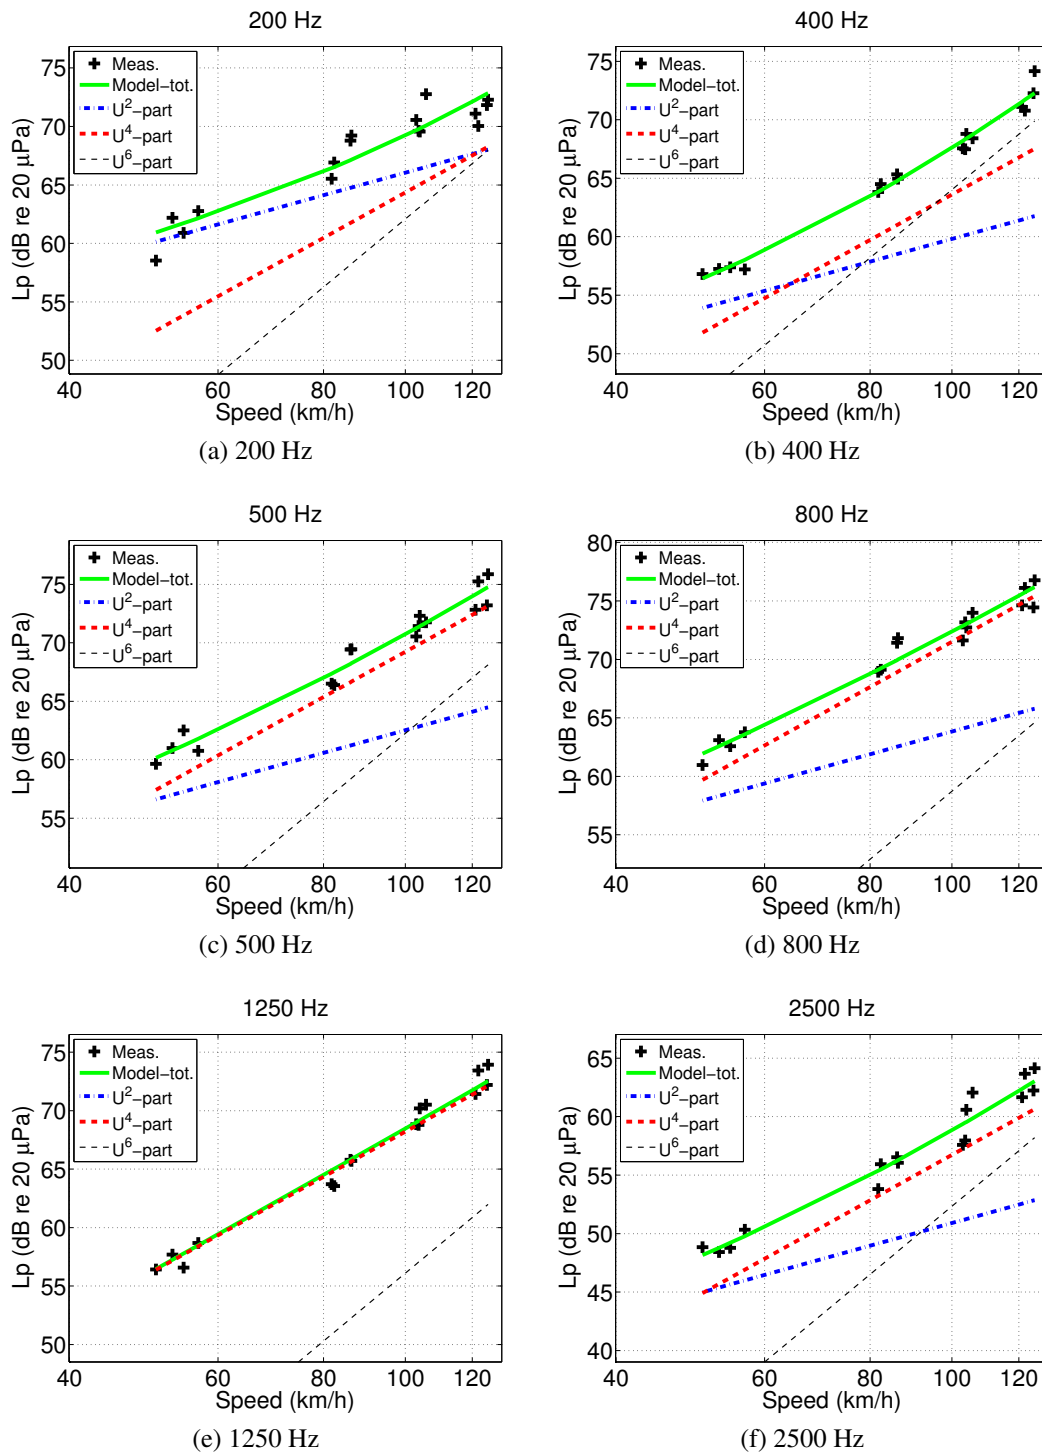 200 Hz
Lp (dB re 20 µPa)
75
70
65
60
55
50
Meas.
Model−tot.
U²−part
U⁴−part
U⁶−part
40 60 80 100 120
Speed (km/h)
(a) 200 Hz
400 Hz
Lp (dB re 20 µPa)
75
70
65
60
55
50
Meas.
Model−tot.
U²−part
U⁴−part
U⁶−part
40 60 80 100 120
Speed (km/h)
(b) 400 Hz
500 Hz
Lp (dB re 20 µPa)
75
70
65
60
55
Meas.
Model−tot.
U²−part
U⁴−part
U⁶−part
40 60 80 100 120
Speed (km/h)
(c) 500 Hz
800 Hz
Lp (dB re 20 µPa)
80
75
70
65
60
55
Meas.
Model−tot.
U²−part
U⁴−part
U⁶−part
40 60 80 100 120
Speed (km/h)
(d) 800 Hz
1250 Hz
Lp (dB re 20 µPa)
75
70
65
60
55
50
Meas.
Model−tot.
U²−part
U⁴−part
U⁶−part
40 60 80 100 120
Speed (km/h)
(e) 1250 Hz
2500 Hz
Lp (dB re 20 µPa)
65
60
55
50
45
40
Meas.
Model−tot.
U²−part
U⁴−part
U⁶−part
40 60 80 100 120
Speed (km/h)
(f) 2500 Hz